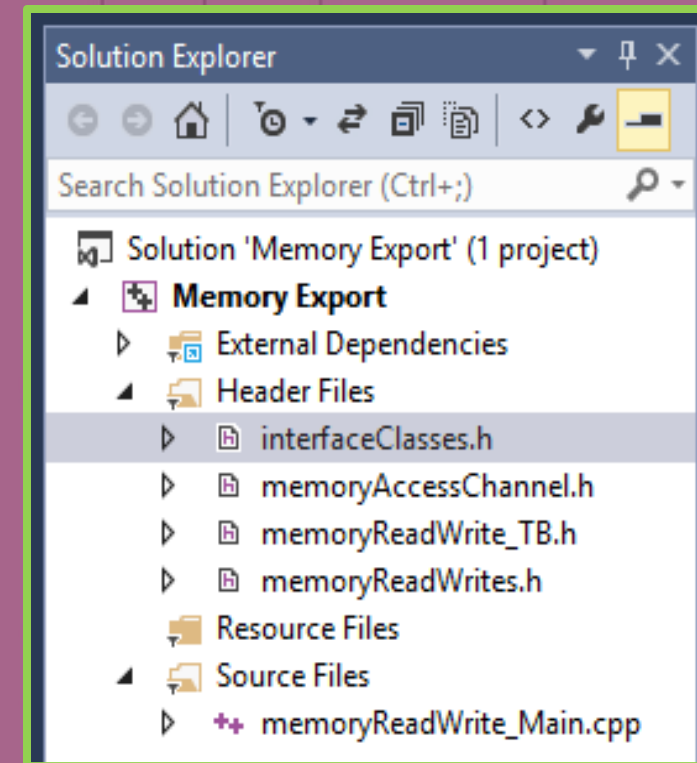 Solution Explorer
Search Solution Explorer (Ctrl+;)
Solution 'Memory Export' (1 project)
Memory Export
External Dependencies
Header Files
interfaceClasses.h
memoryAccessChannel.h
memoryReadWrite_TB.h
memoryReadWrites.h
Resource Files
Source Files
memoryReadWrite_Main.cpp